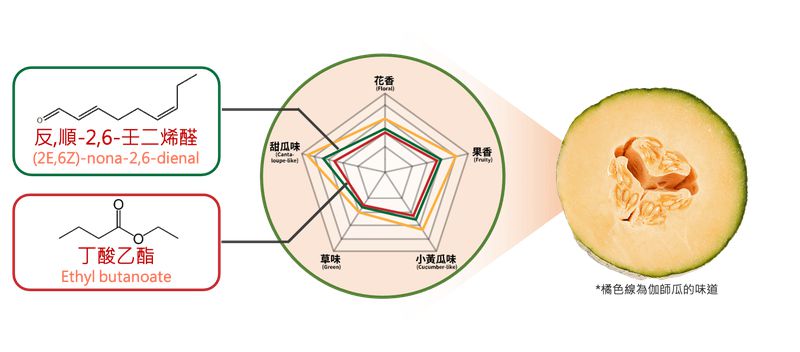 O
反,順-2,6-壬二烯醛
(2E,6Z)-nona-2,6-dienal
O
O
丁酸乙酯
Ethyl butanoate
花香
(Floral)
甜瓜味
(Canta-
loupe-like)
果香
(Fruity)
草味
(Green)
小黃瓜味
(Cucumber-like)
*橘色線為伽師瓜的味道